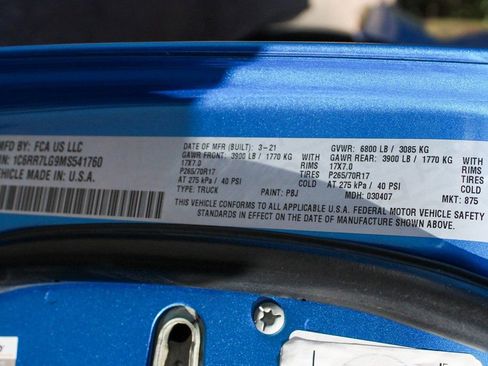 MFD BY: FCA US LLC
IN: 1C6RR7LG9MS541760
VEHICLE MADE IN: U.S.A.
DATE OF MFR (BUILT): 3-21
GVWR: 6800 LB / 3085 KG
GAWR FRONT: 3900 LB / 1770 KG WITH
GAWR REAR: 3900 LB / 1770 KG WITH
17X7.0 RIMS
17X7.0 RIMS
P265/70R17 TIRES
P265/70R17 TIRES
AT 275 kPa / 40 PSI COLD
AT 275 kPa / 40 PSI COLD
TYPE: TRUCK PAINT: PBJ MDH: 030407 MKT: 875
THIS VEHICLE CONFORMS TO ALL APPLICABLE U.S.A. FEDERAL MOTOR VEHICLE SAFETY
STANDARDS IN EFFECT ON THE DATE OF MANUFACTURE SHOWN ABOVE.